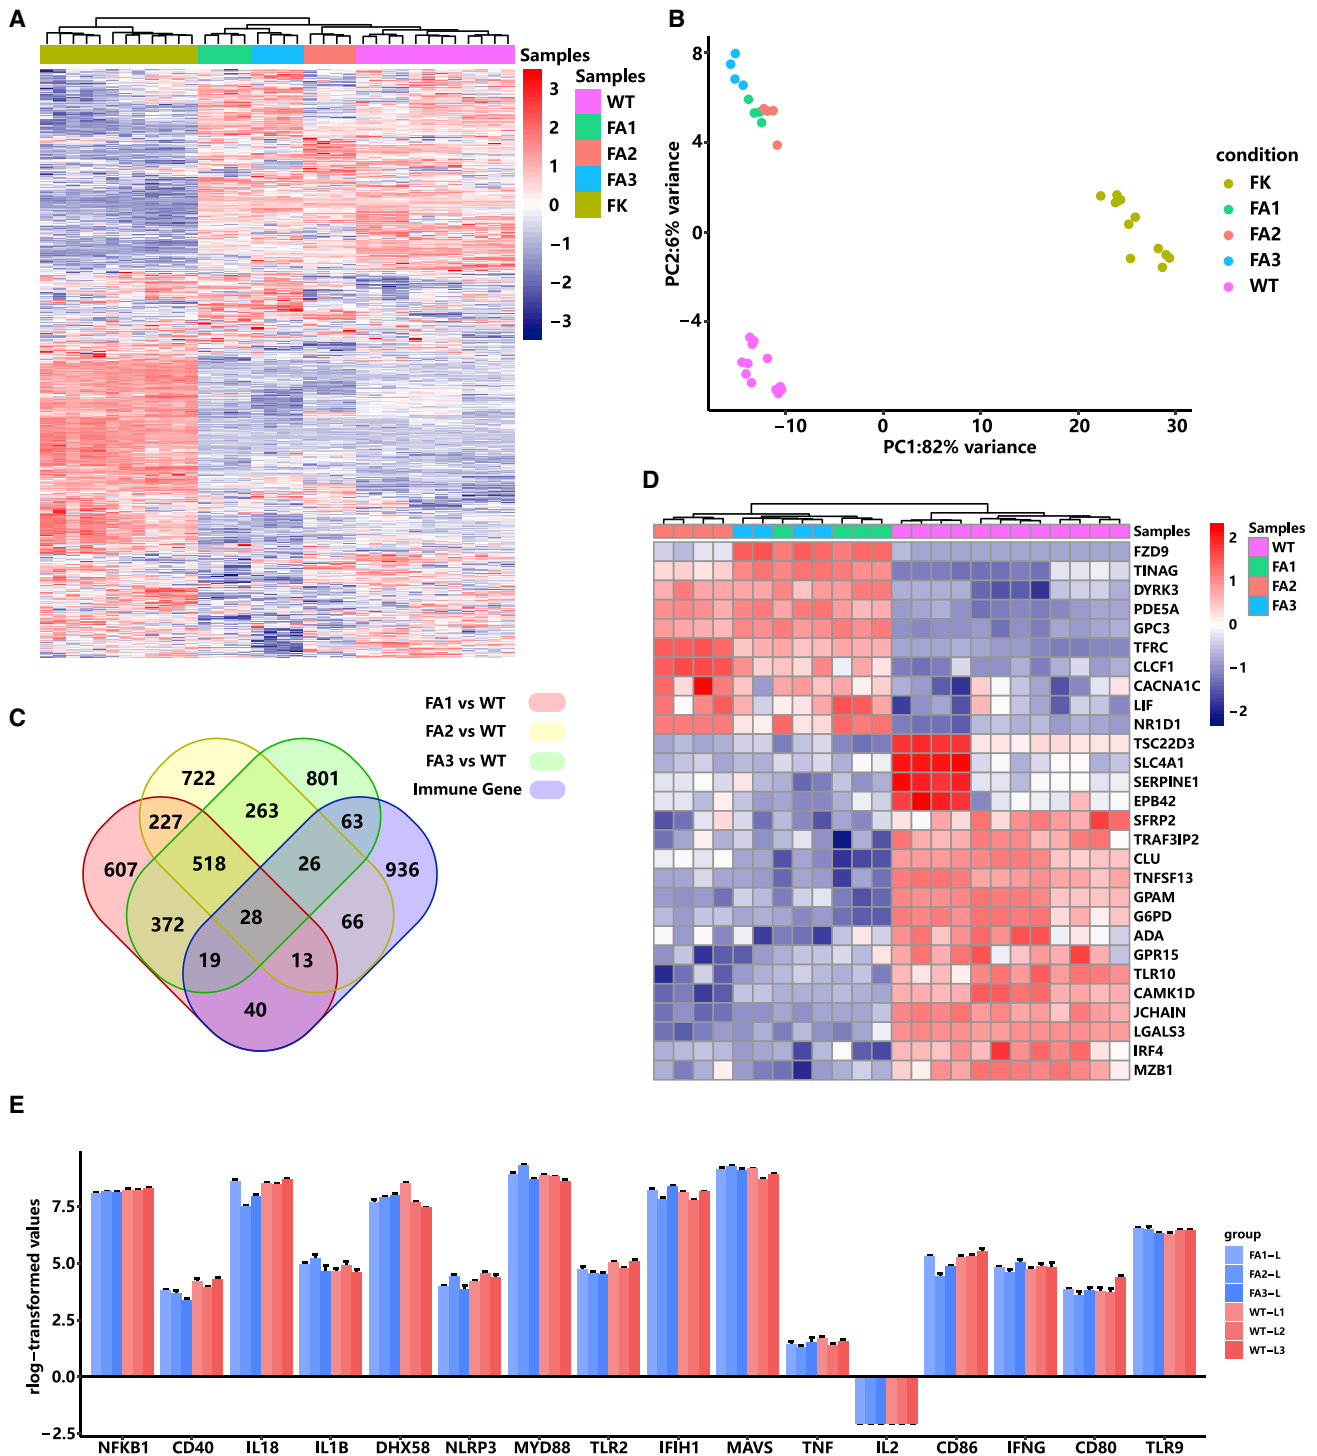 A
Samples
3
2
1
0
−1
−2
−3
Samples
WT
FA1
FA2
FA3
FK
B
PC2:6% variance
8
4
0
−4
−10
0
10
20
30
PC1:82% variance
condition
FK
FA1
FA2
FA3
WT
C
FA1 vs WT
FA2 vs WT
FA3 vs WT
Immune Gene
722
801
227
263
63
607
518
26
936
372
28
66
19
13
40
D
Samples
FZD9
TINAG
DYRK3
PDE5A
GPC3
TFRC
CLCF1
CACNA1C
LIF
NR1D1
TSC22D3
SLC4A1
SERPINE1
EPB42
SFRP2
TRAF3IP2
CLU
TNFSF13
GPAM
G6PD
ADA
GPR15
TLR10
CAMK1D
JCHAIN
LGALS3
IRF4
MZB1
2
1
0
−1
−2
Samples
WT
FA1
FA2
FA3
E
rlog−transformed values
7.5
5.0
2.5
0.0
−2.5
NFKB1 CD40 IL18 IL1B DHX58 NLRP3 MYD88 TLR2 IFIH1 MAVS TNF IL2 CD86 IFNG CD80 TLR9
group
FA1−L
FA2−L
FA3−L
WT−L1
WT−L2
WT−L3